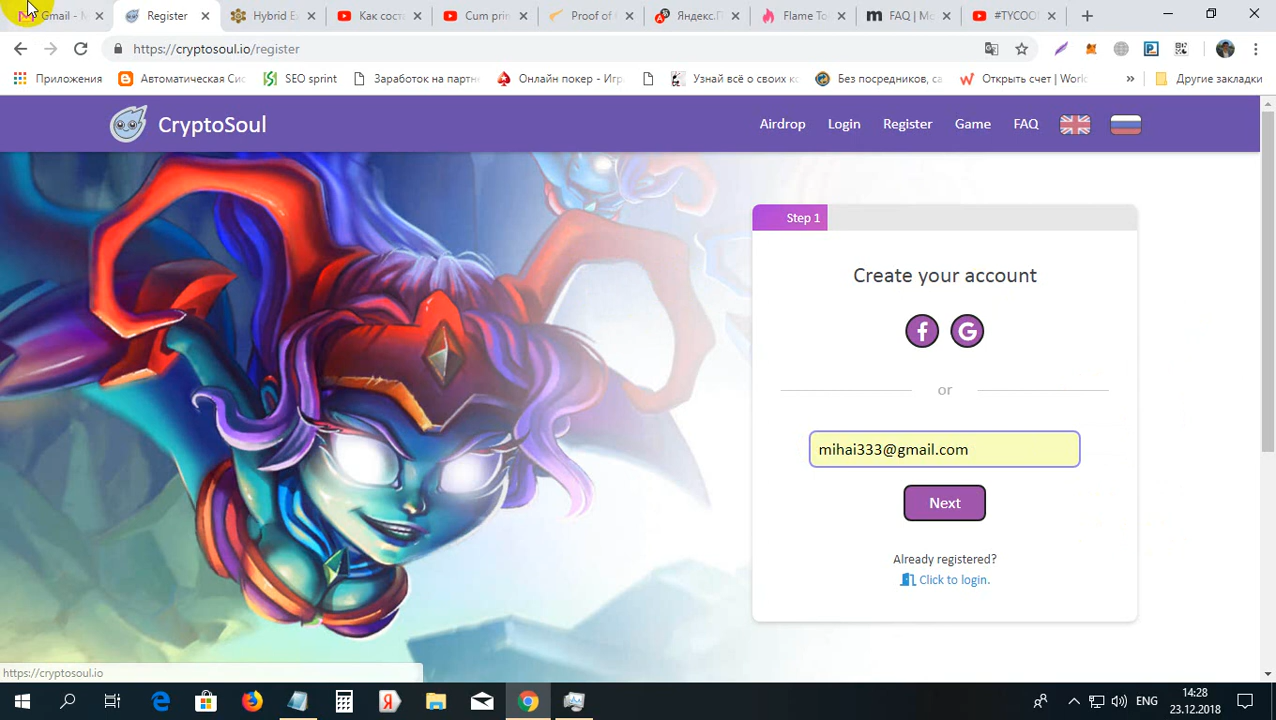 Gmail - N
Register
Hybrid Ex
Как сост
Cum prin
Proof of
Яндекс.
Flame To
FAQ | M
#TYCOO
https://cryptosoul.io/register
Приложения
Автоматическая Сис
SEO sprint
Заработок на партн
Онлайн покер - Игр
Узнай всё о своих к
Без посредников, са
Открыть счет | World
»
Другие закладки
CryptoSoul
Airdrop
Login
Register
Game
FAQ
Step 1
Create your account
or
mihai333@gmail.com
Next
Already registered?
Click to login.
https://cryptosoul.io
ENG
14:28
23.12.2018